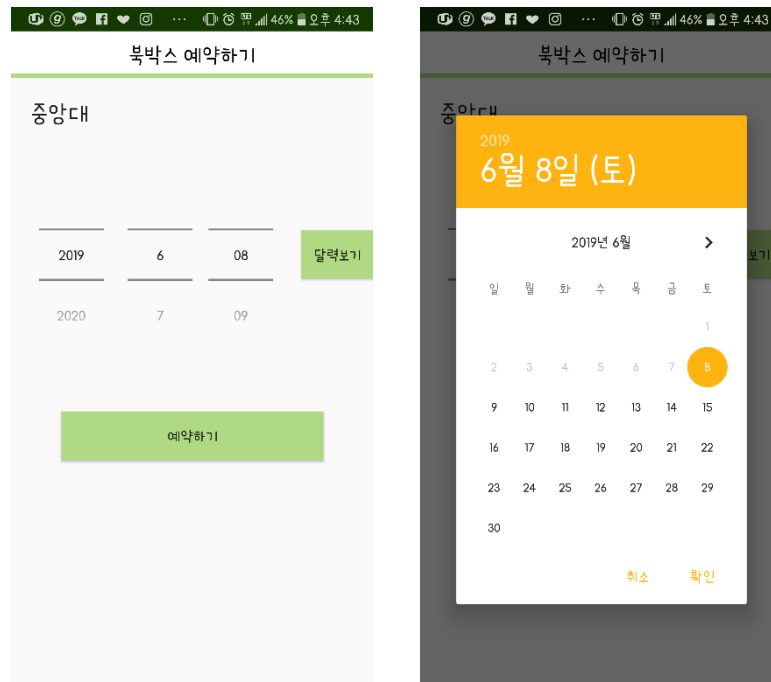 46% 오후 4:43
북박스 예약하기
중앙대
2019 6 08 달력보기
2020 7 09
예약하기
46% 오후 4:43
북박스 예약하기
중앙대
2019
6월 8일 (토)
2019년 6월
보기
일 월 화 수 목 금 토
1
2 3 4 5 6 7 8
9 10 11 12 13 14 15
16 17 18 19 20 21 22
23 24 25 26 27 28 29
30
취소 확인